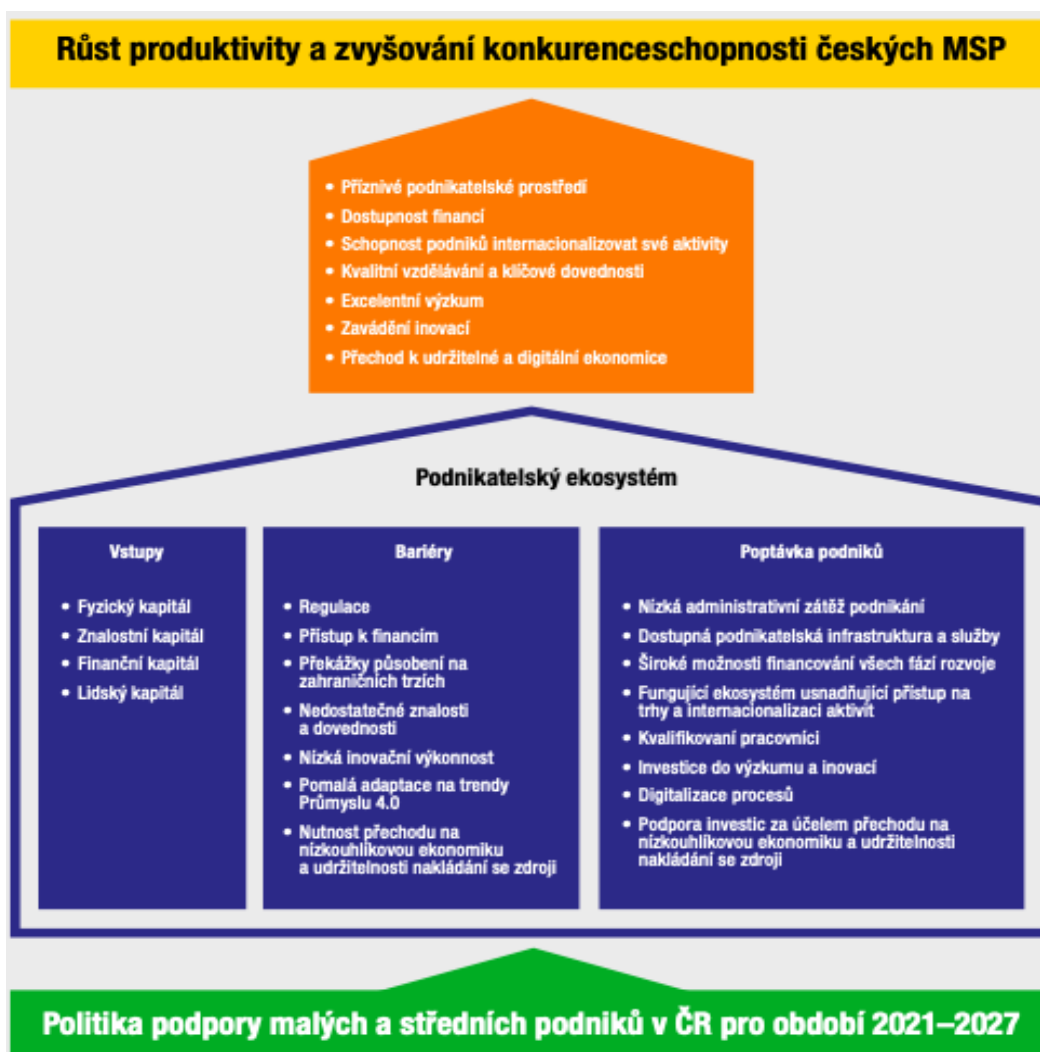 Růst produktivity a zvyšování konkurenceschopnosti českých MSP
• Příznivé podnikatelské prostředí
• Dostupnost financí
• Schopnost podniků internacionalizovat své aktivity
• Kvalitní vzdělávání a klíčové dovednosti
• Excelentní výzkum
• Zavádění inovací
• Přechod k udržitelné a digitální ekonomice
Podnikatelský ekosystém
Vstupy
• Fyzický kapitál
• Znalostní kapitál
• Finanční kapitál
• Lidský kapitál
Bariéry
• Regulace
• Přístup k financím
• Překážky působení na
zahraničních trzích
• Nedostatečné znalosti
a dovednosti
• Nízká inovační výkonnost
• Pomalá adaptace na trendy
Průmyslu 4.0
• Nutnost přechodu na
nízkouhlíkovou ekonomiku
a udržitelnosti nakládání se zdroji
Poptávka podniků
• Nízká administrativní zátěž podnikání
• Dostupná podnikatelská infrastruktura a služby
• Široké možnosti financování všech fází rozvoje
• Fungující ekosystém usnadňující přístup na
trhy a internacionalizaci aktivit
• Kvalifikovaní pracovníci
• Investice do výzkumu a inovací
• Digitalizace procesů
• Podpora investic za účelem přechodu na
nízkouhlíkovou ekonomiku a udržitelnosti
nakládání se zdroji
Politika podpory malých a středních podniků v ČR pro období 2021–2027